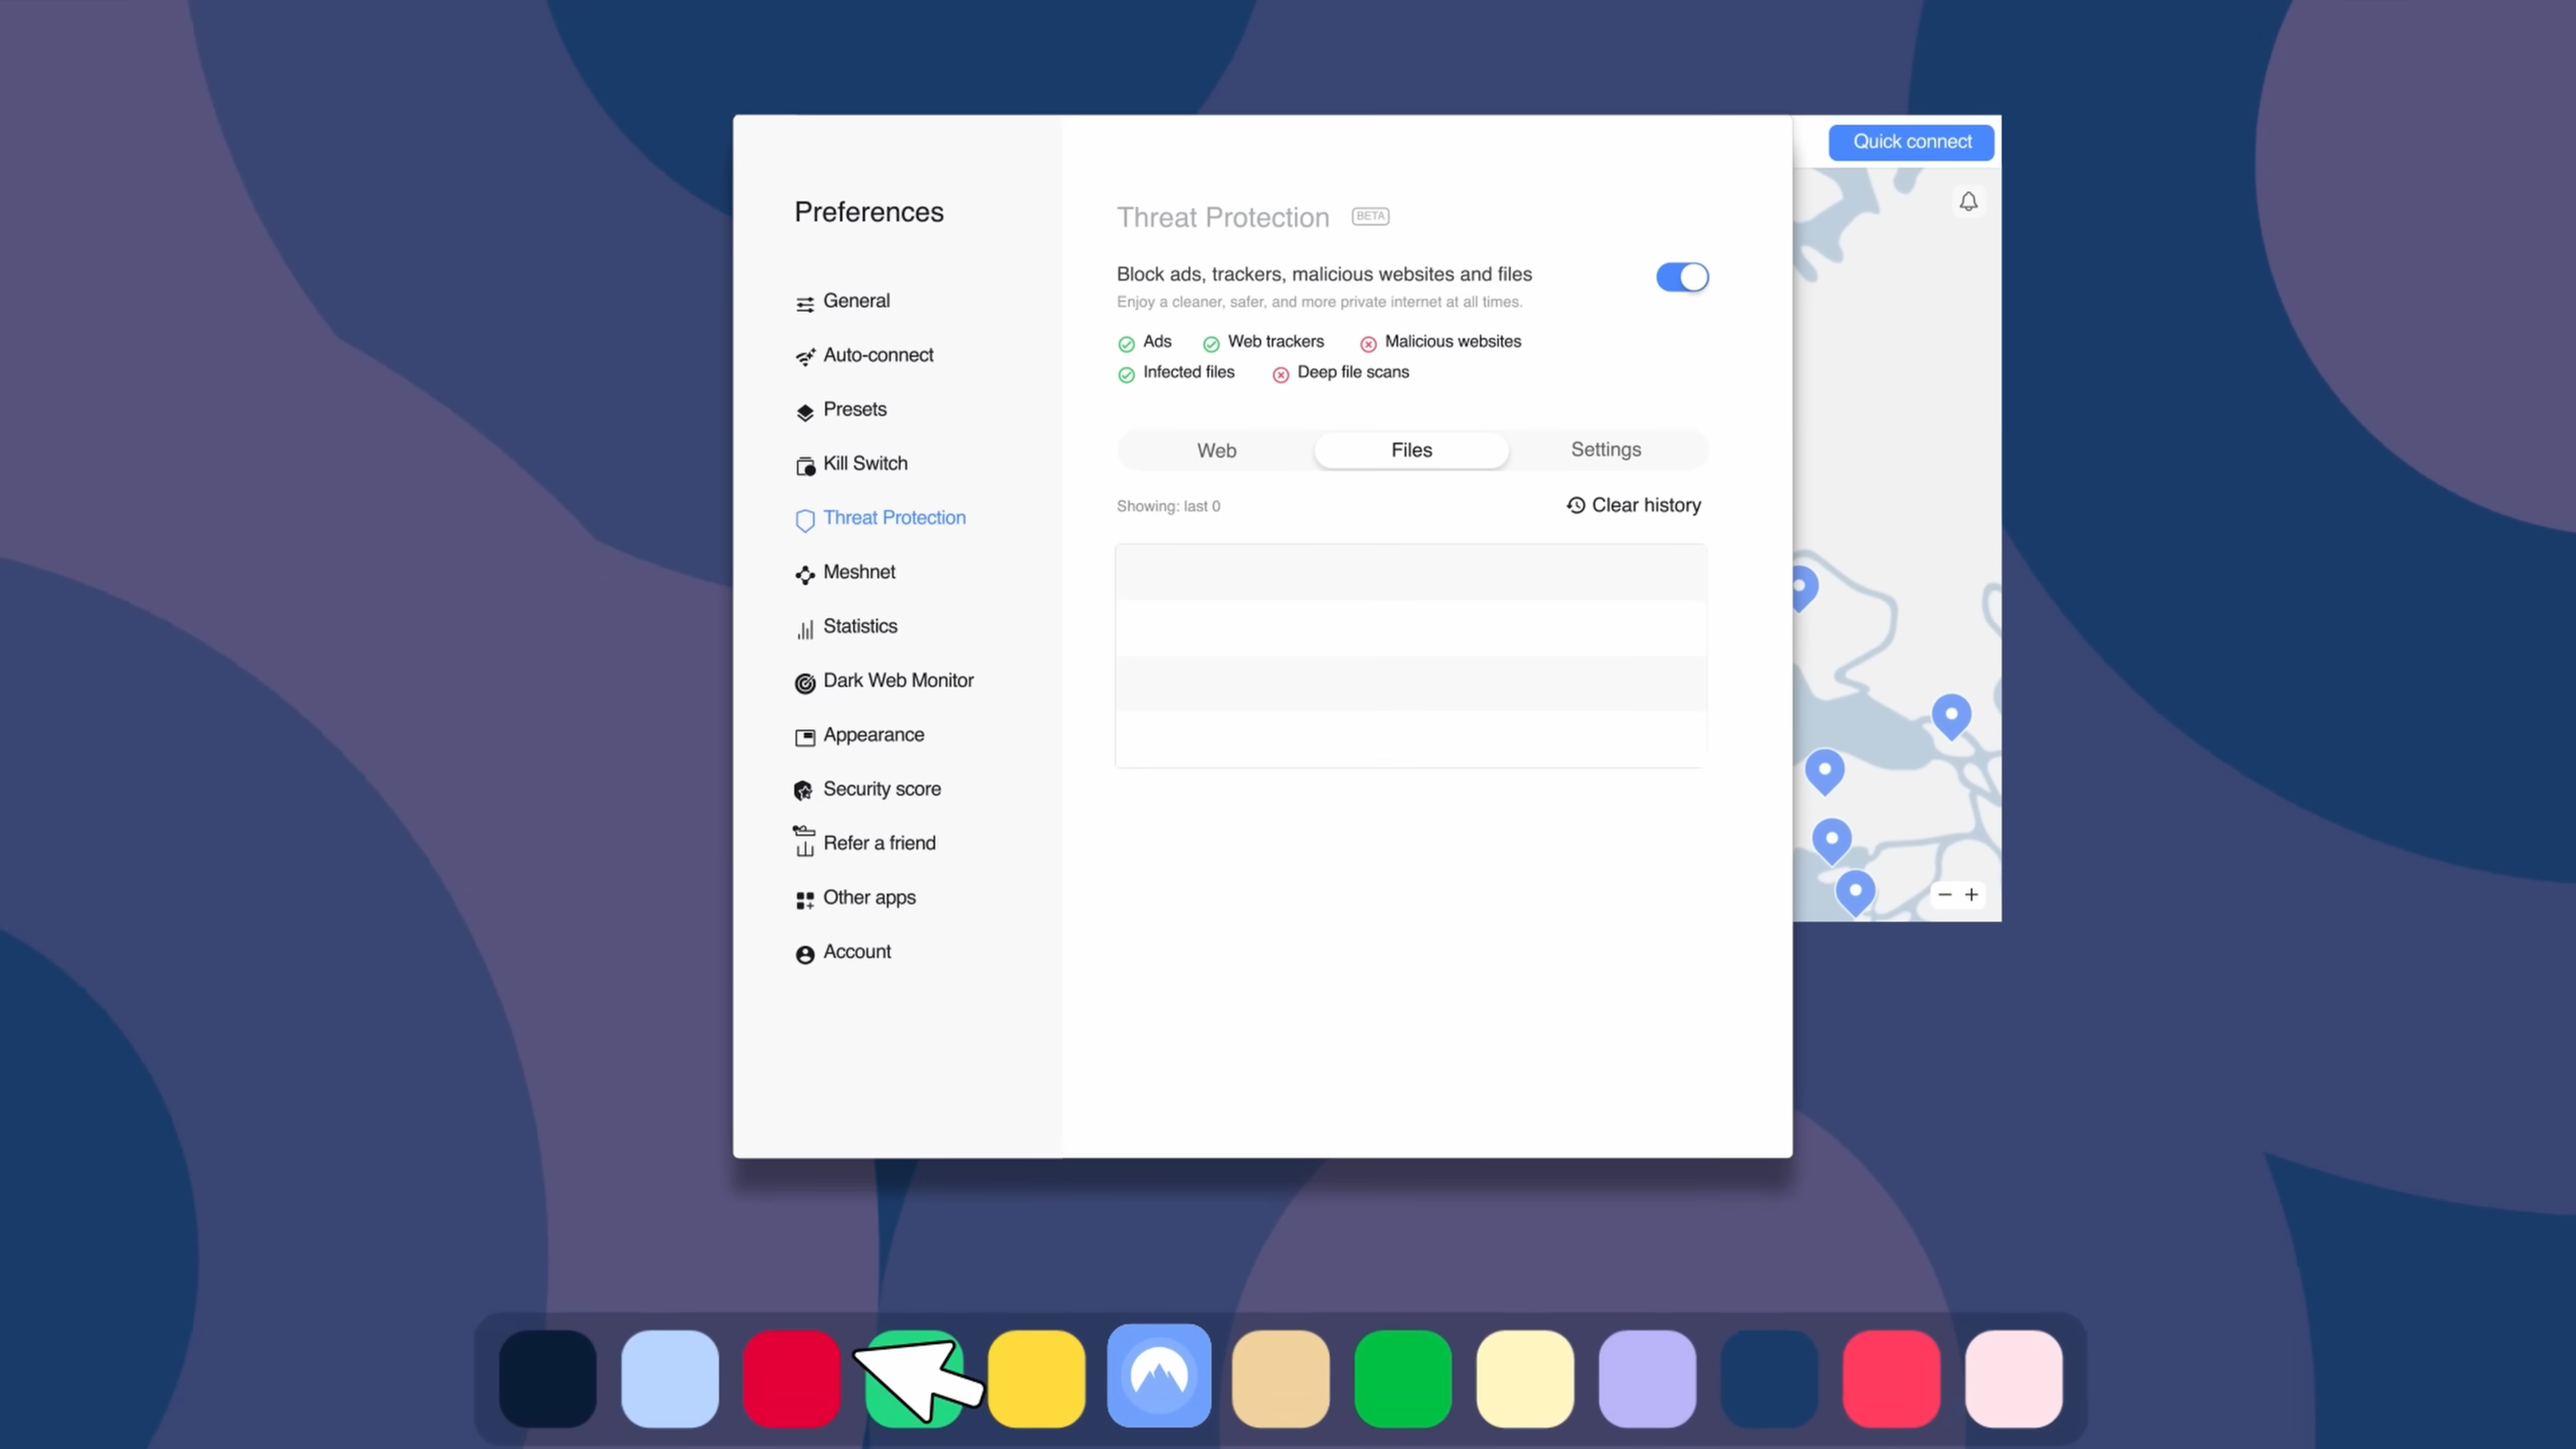 Quick connect
Preferences
General
Auto-connect
Presets
Kill Switch
Threat Protection
Meshnet
Statistics
Dark Web Monitor
Appearance
Security score
Refer a friend
Other apps
Account
Threat Protection BETA
Block ads, trackers, malicious websites and files
Enjoy a cleaner, safer, and more private internet at all times.
Ads Web trackers Malicious websites
Infected files Deep file scans
Web Files Settings
Showing: last 0 Clear history